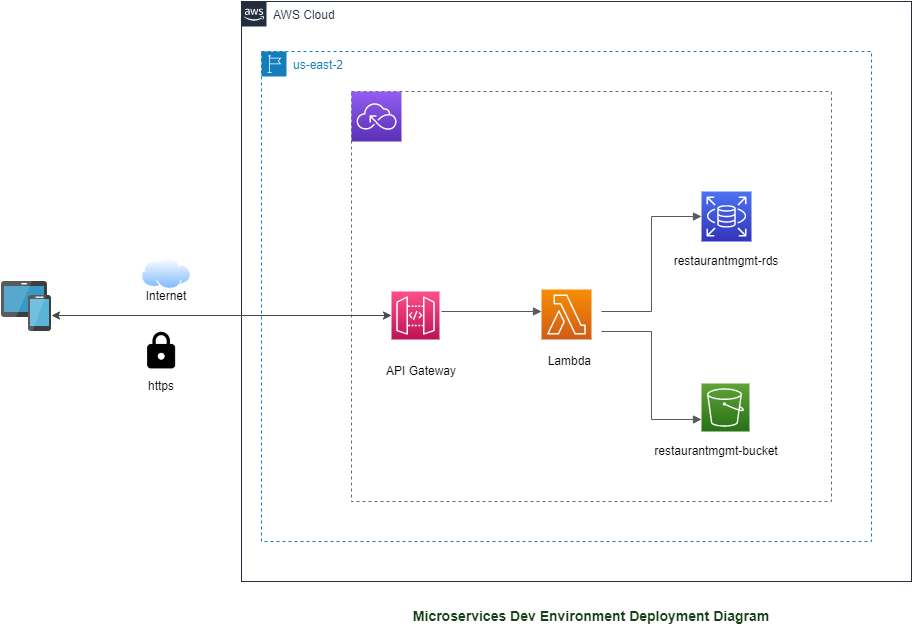 aws
AWS Cloud
us-east-2
restaurantmgmt-rds
Internet
</>
API Gateway
Lambda
https
restaurantmgmt-bucket
Microservices Dev Environment Deployment Diagram